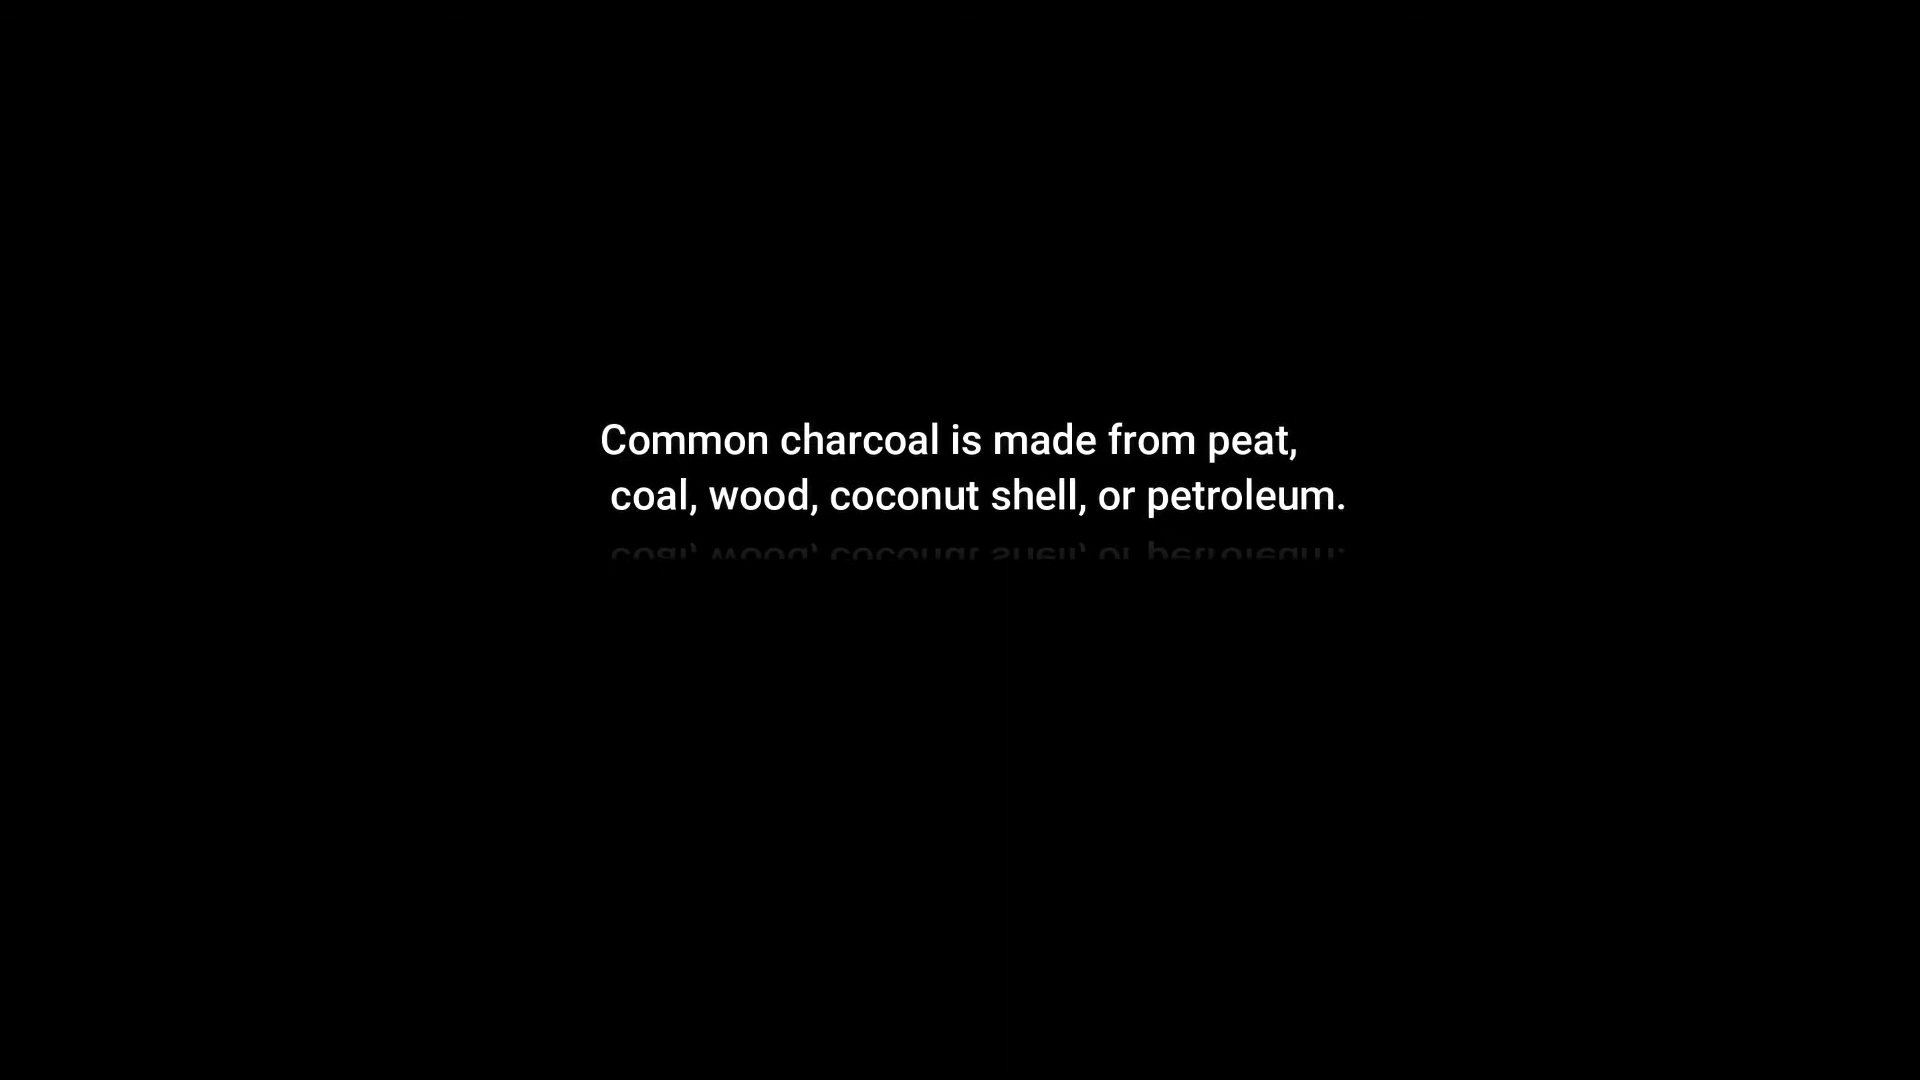 Common charcoal is made from peat,
coal, wood, coconut shell, or petroleum.